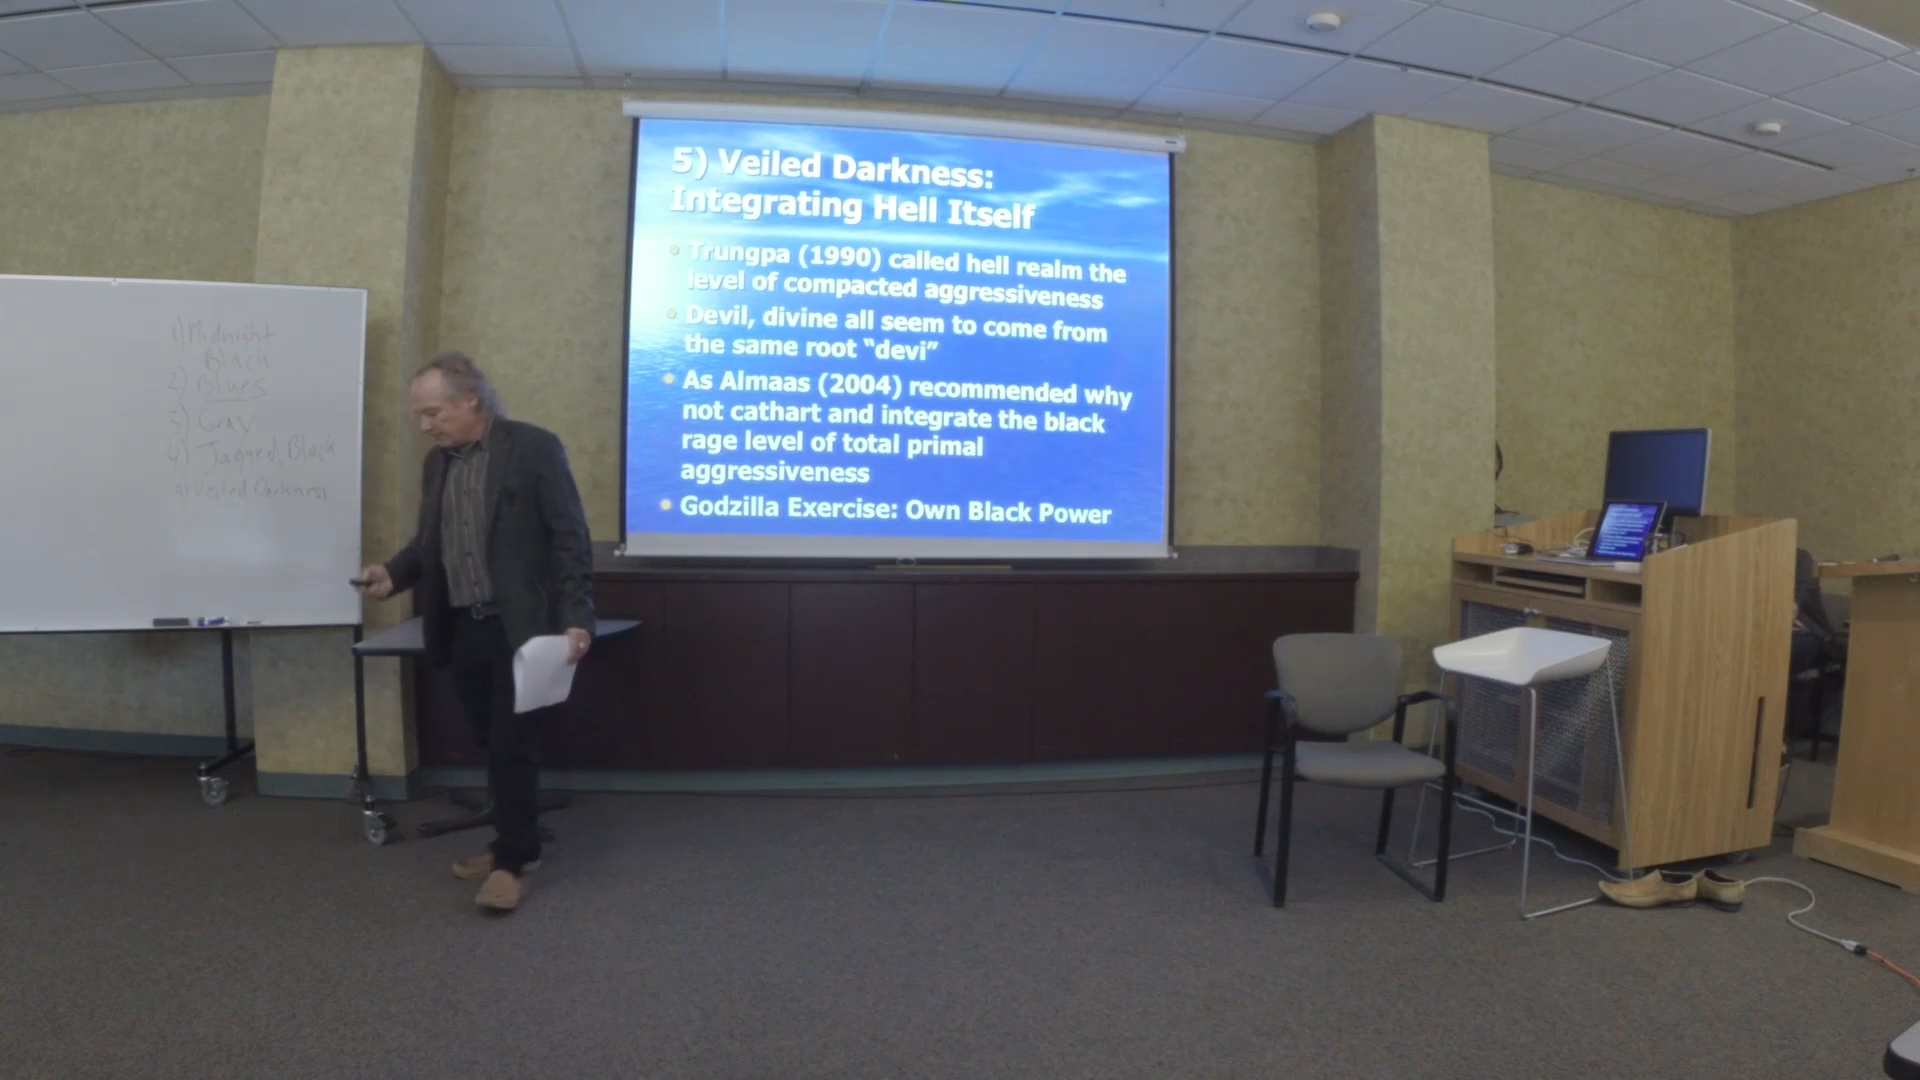 1) Midnight
Black
2) Blues
3) Gray
4) Jagged Black
5) Veiled Darkness
5) Veiled Darkness:
Integrating Hell Itself
Trungpa (1990) called hell realm the
level of compacted aggressiveness
Devil, divine all seem to come from
the same root “devi”
As Almaas (2004) recommended why
not cathart and integrate the black
rage level of total primal
aggressiveness
Godzilla Exercise: Own Black Power